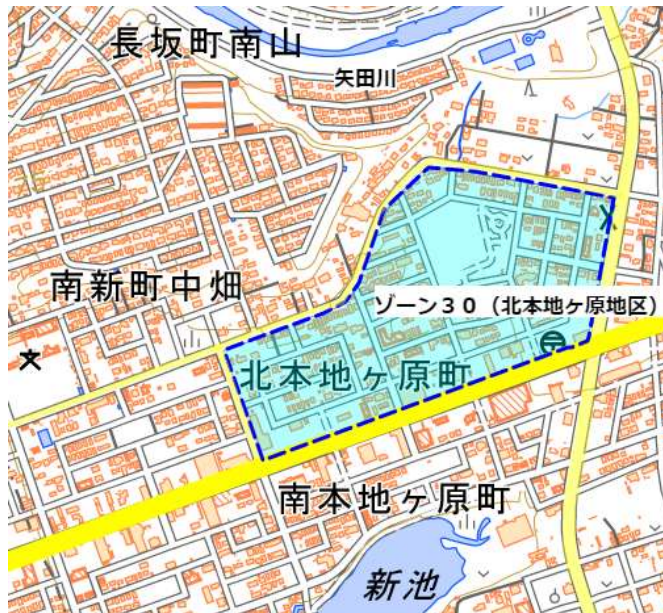 長坂町南山
矢田川
南新町中畑
ゾーン30（北本地ヶ原地区）
北本地ヶ原町
南本地ヶ原町
新池